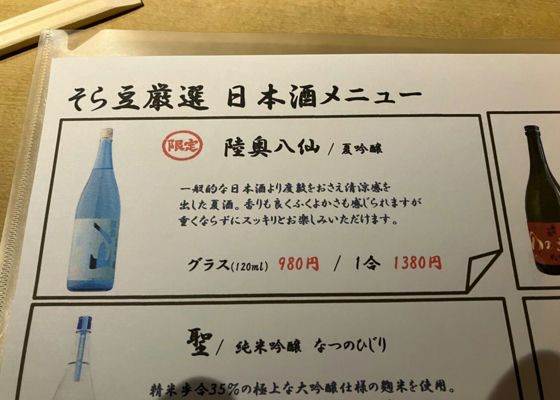 そら豆厳選 日本酒メニュー
限定 陸奥八仙 / 夏吟醸
一般的な日本酒より度数をおさえ清涼感を
出した夏酒。香りも良くふくよかさも感じられますが
重くならずにスッキリとお楽しみいただけます。
グラス(120ml) 980円 / 1合 1380円
聖 / 純米吟醸 なつのひじり
精米歩合35%の極上な大吟醸仕様の麹米を使用。